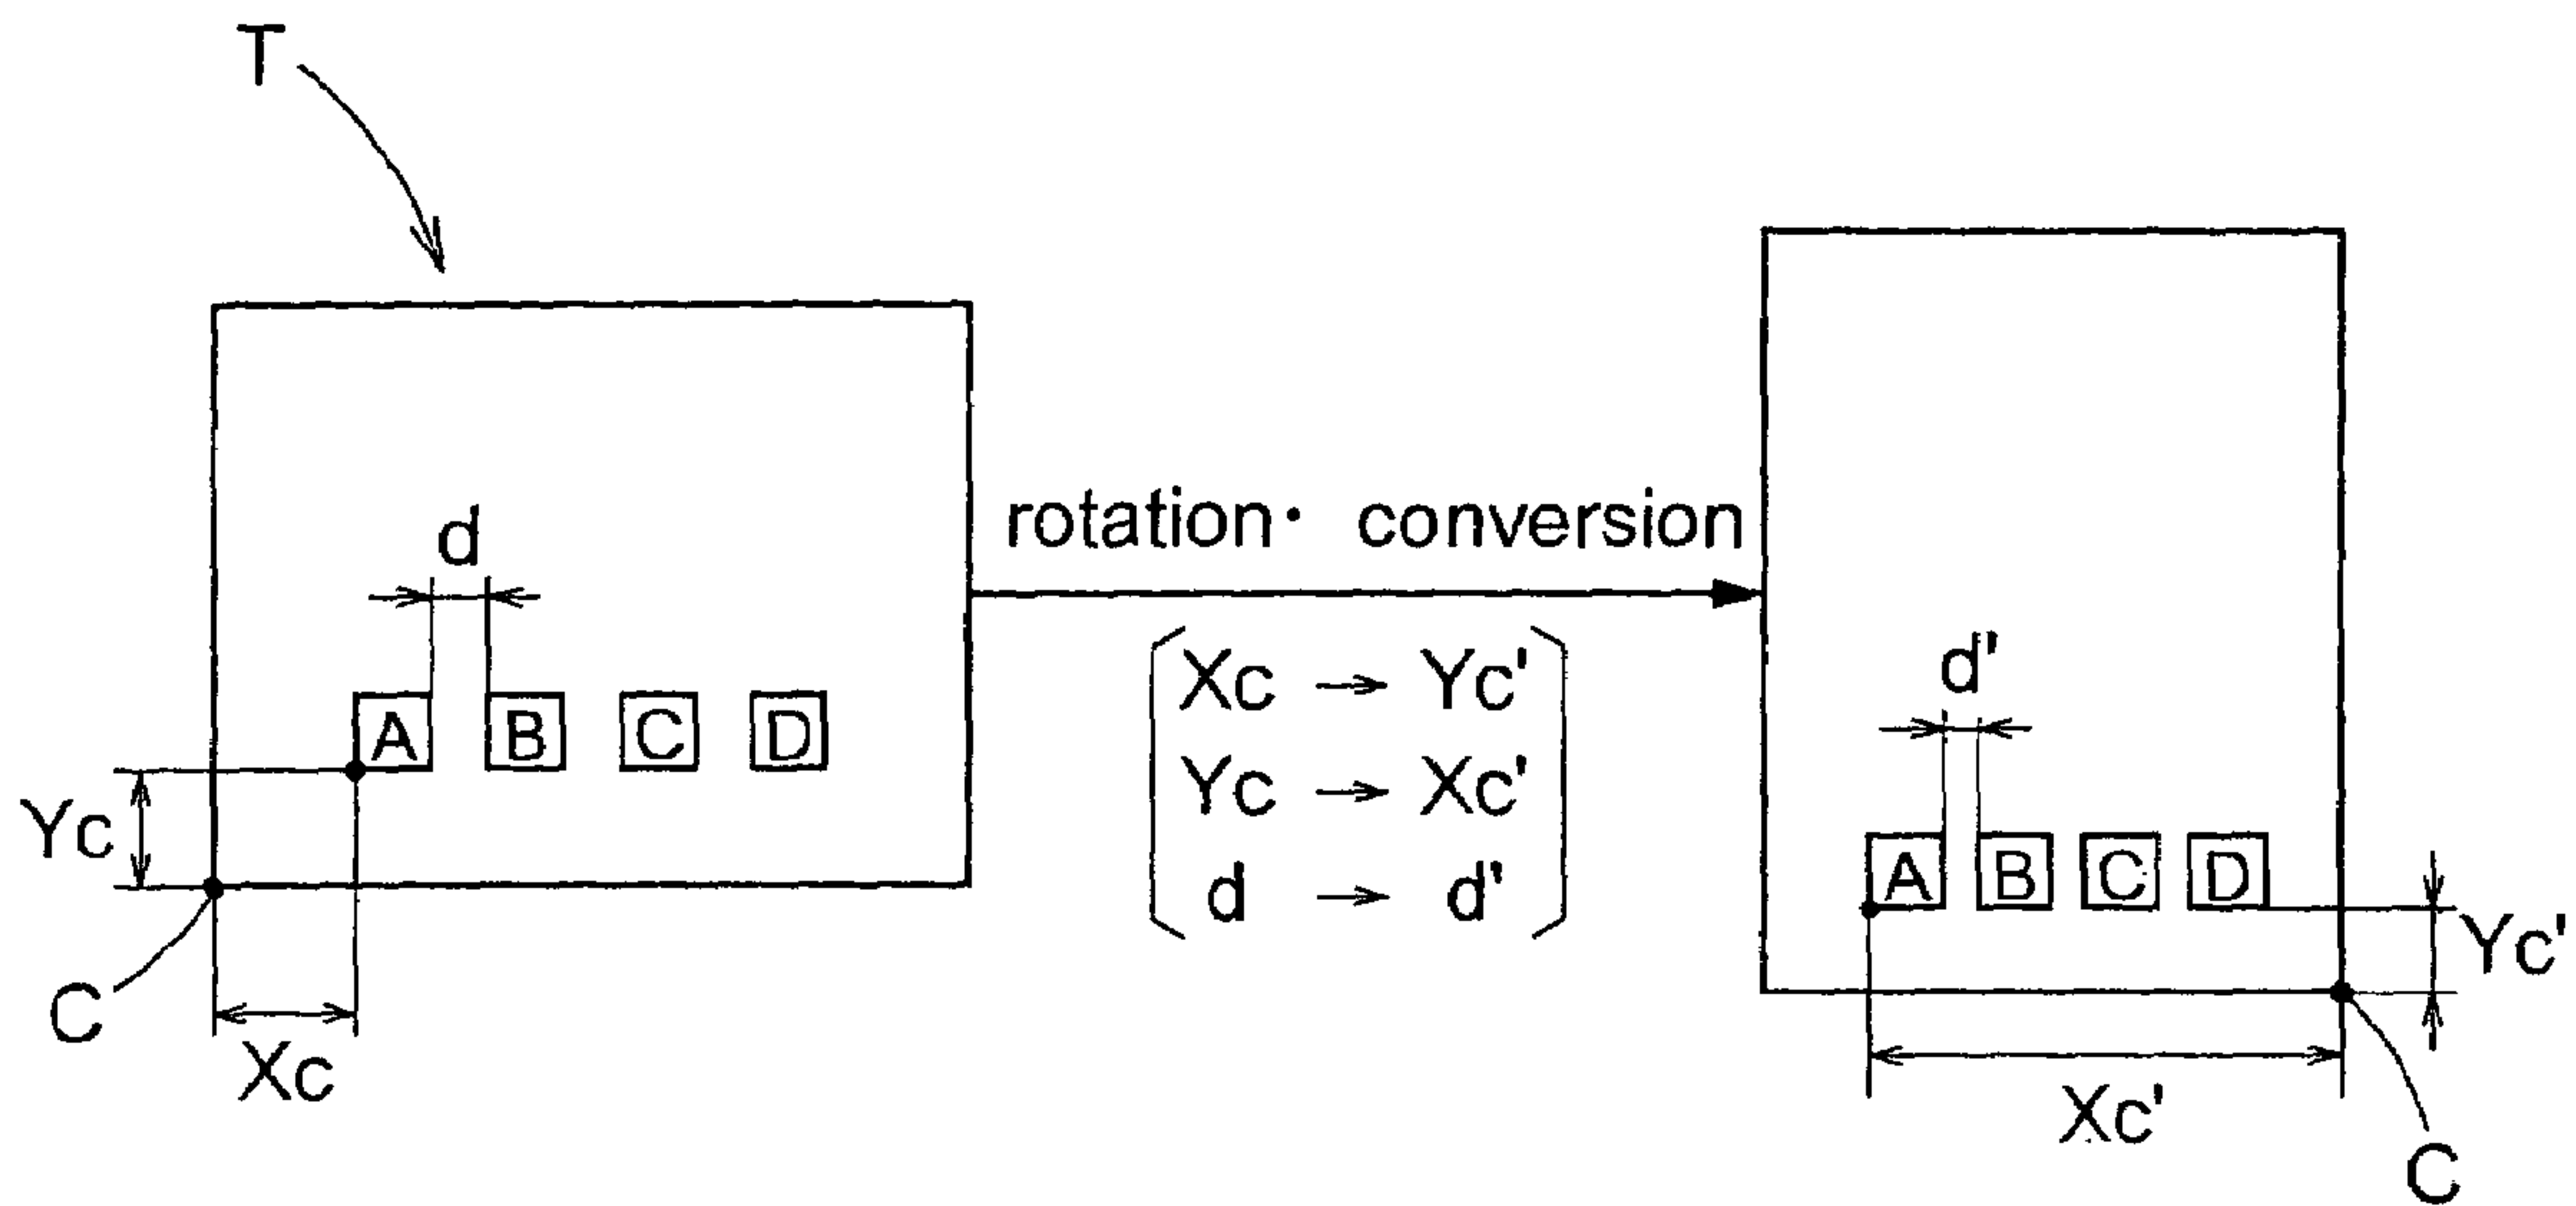 T
d
A B C D
Yc
C
Xc
rotation· conversion
Xc → Yc'
Yc → Xc'
d → d'
d'
A B C D
Yc'
Xc'
C